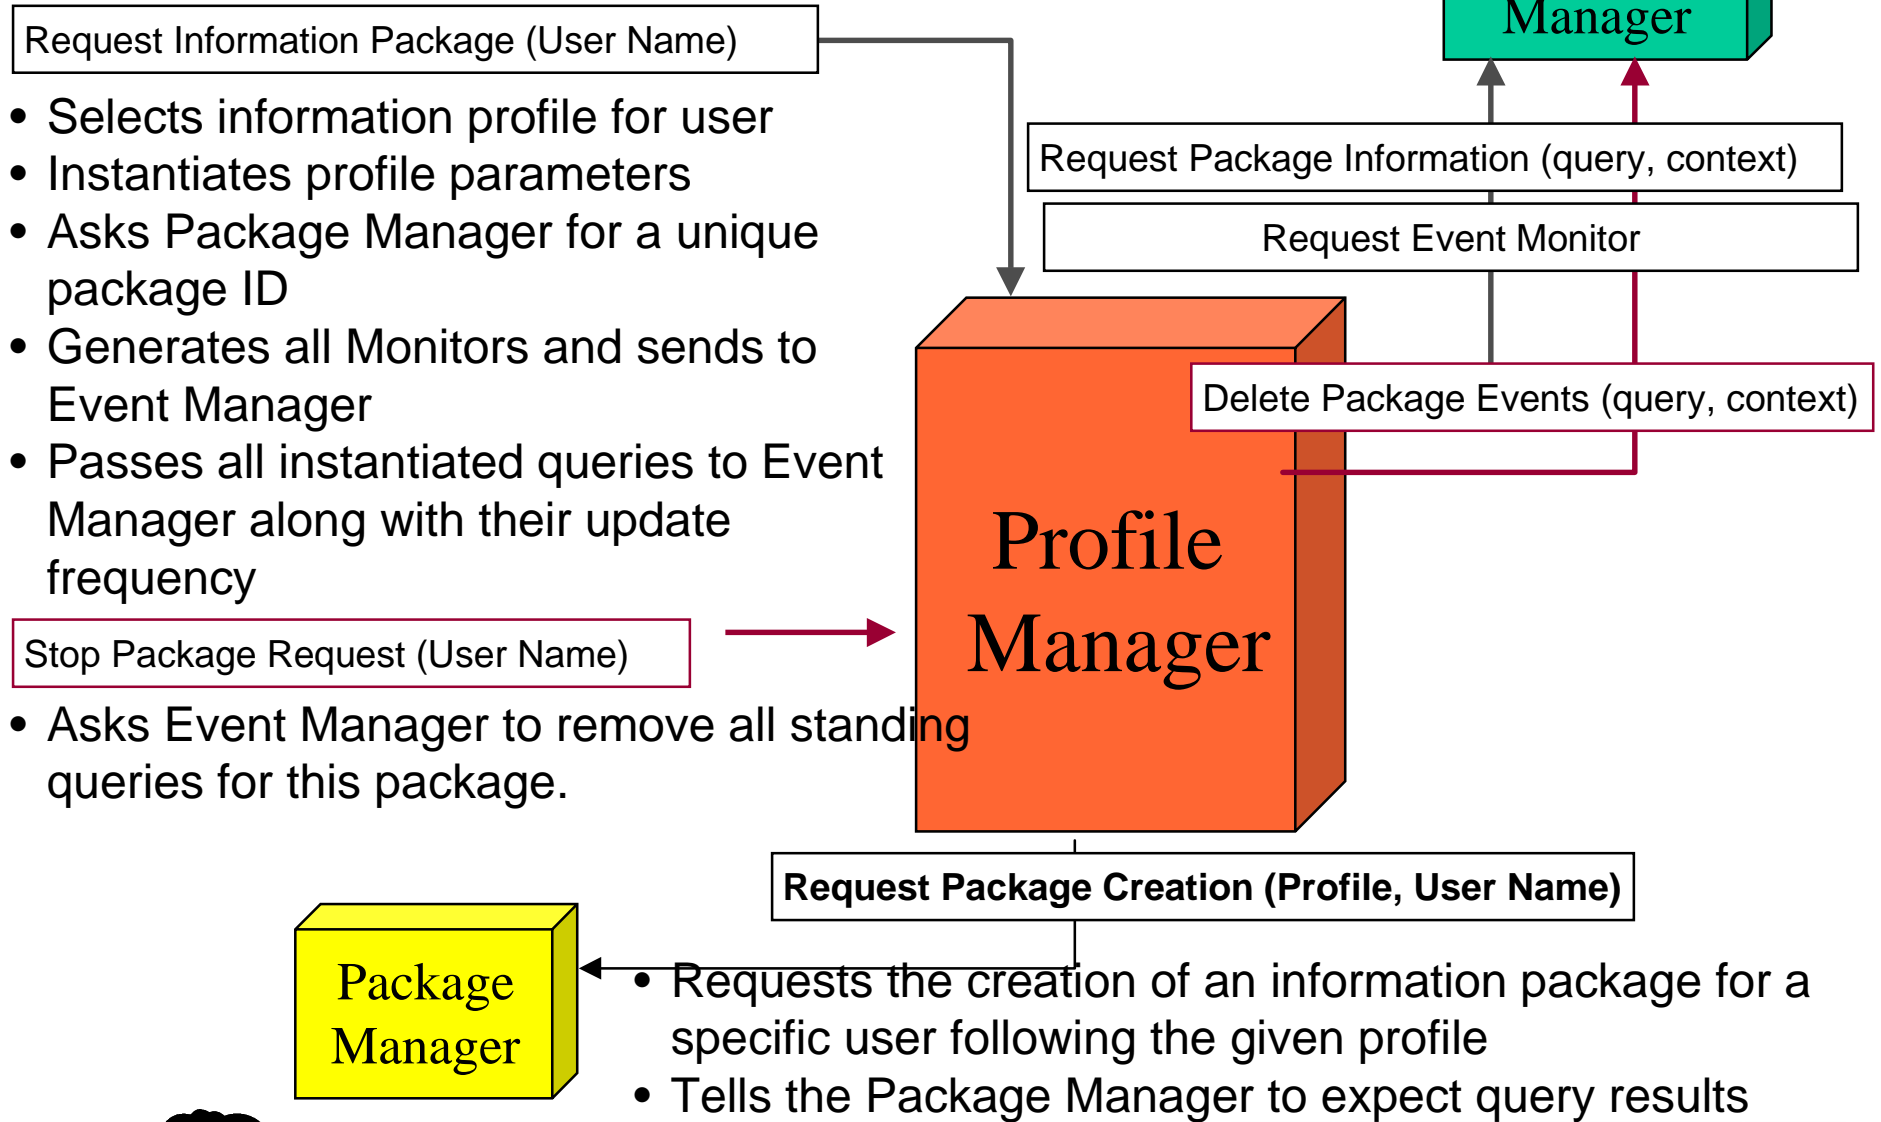 Manager
Request Information Package (User Name)
• Selects information profile for user
• Instantiates profile parameters
• Asks Package Manager for a unique
package ID
• Generates all Monitors and sends to
Event Manager
• Passes all instantiated queries to Event
Manager along with their update
frequency
Request Package Information (query, context)
Request Event Monitor
Delete Package Events (query, context)
Profile
Manager
Stop Package Request (User Name)
• Asks Event Manager to remove all standing
queries for this package.
Request Package Creation (Profile, User Name)
Package
Manager
• Requests the creation of an information package for a
specific user following the given profile
• Tells the Package Manager to expect query results